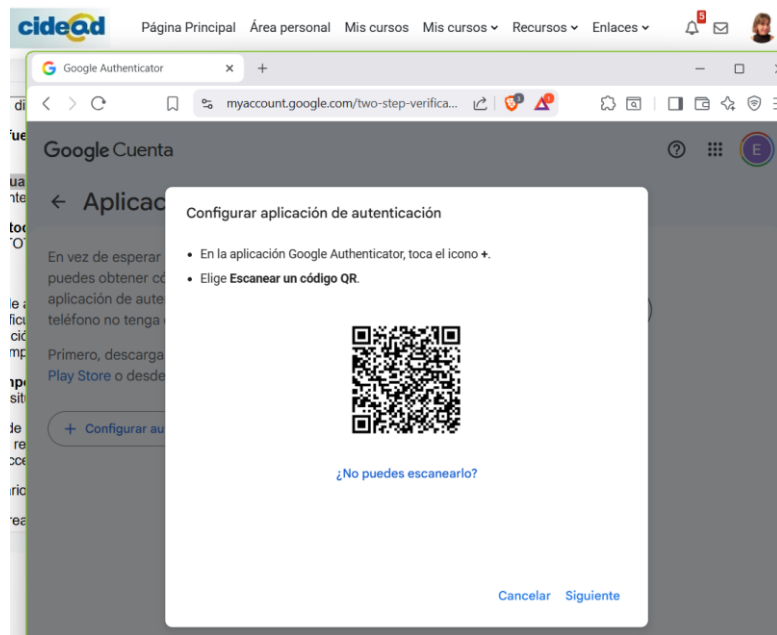 cidead
Página Principal Área personal Mis cursos Mis cursos Recursos Enlaces
5
Google Authenticator
myaccount.google.com/two-step-verifica...
1
1
Google Cuenta
E
Aplicac
En vez de esperar
puedes obtener có
aplicación de aute
teléfono no tenga
Primero, descarga
Play Store o desde
+ Configurar au
Configurar aplicación de autenticación
• En la aplicación Google Authenticator, toca el icono +.
• Elige Escanear un código QR.
¿No puedes escanearlo?
Cancelar Siguiente